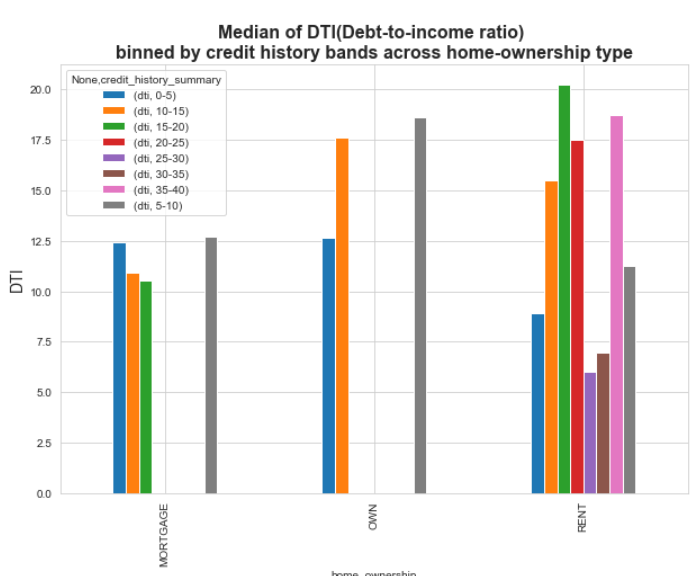 Median of DTI(Debt-to-income ratio)
binned by credit history bands across home-ownership type
None,credit_history_summary
(dti, 0-5)
(dti, 10-15)
(dti, 15-20)
(dti, 20-25)
(dti, 25-30)
(dti, 30-35)
(dti, 35-40)
(dti, 5-10)
DTI
20.0
17.5
15.0
12.5
10.0
7.5
5.0
2.5
0.0
MORTGAGE
OWN
RENT
home_ownership